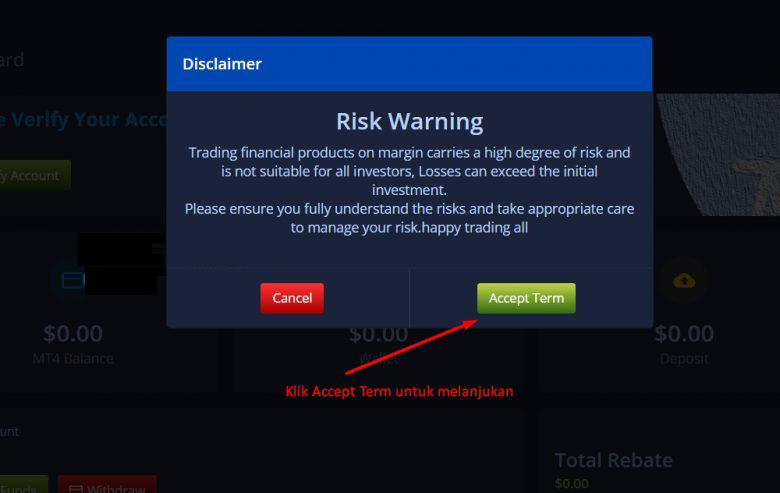 ard
Disclaimer
e Verify Your Acco
Risk Warning
Trading financial products on margin carries a high degree of risk and
is not suitable for all investors, Losses can exceed the initial
investment.
Please ensure you fully understand the risks and take appropriate care
to manage your risk.happy trading all
fy Account
Cancel
Accept Term
$0.00
MT4 Balance
$0.00
Wallet
$0.00
Deposit
Klik Accept Term untuk melanjukan
unt
Funds
Withdraw
Total Rebate
$0.00